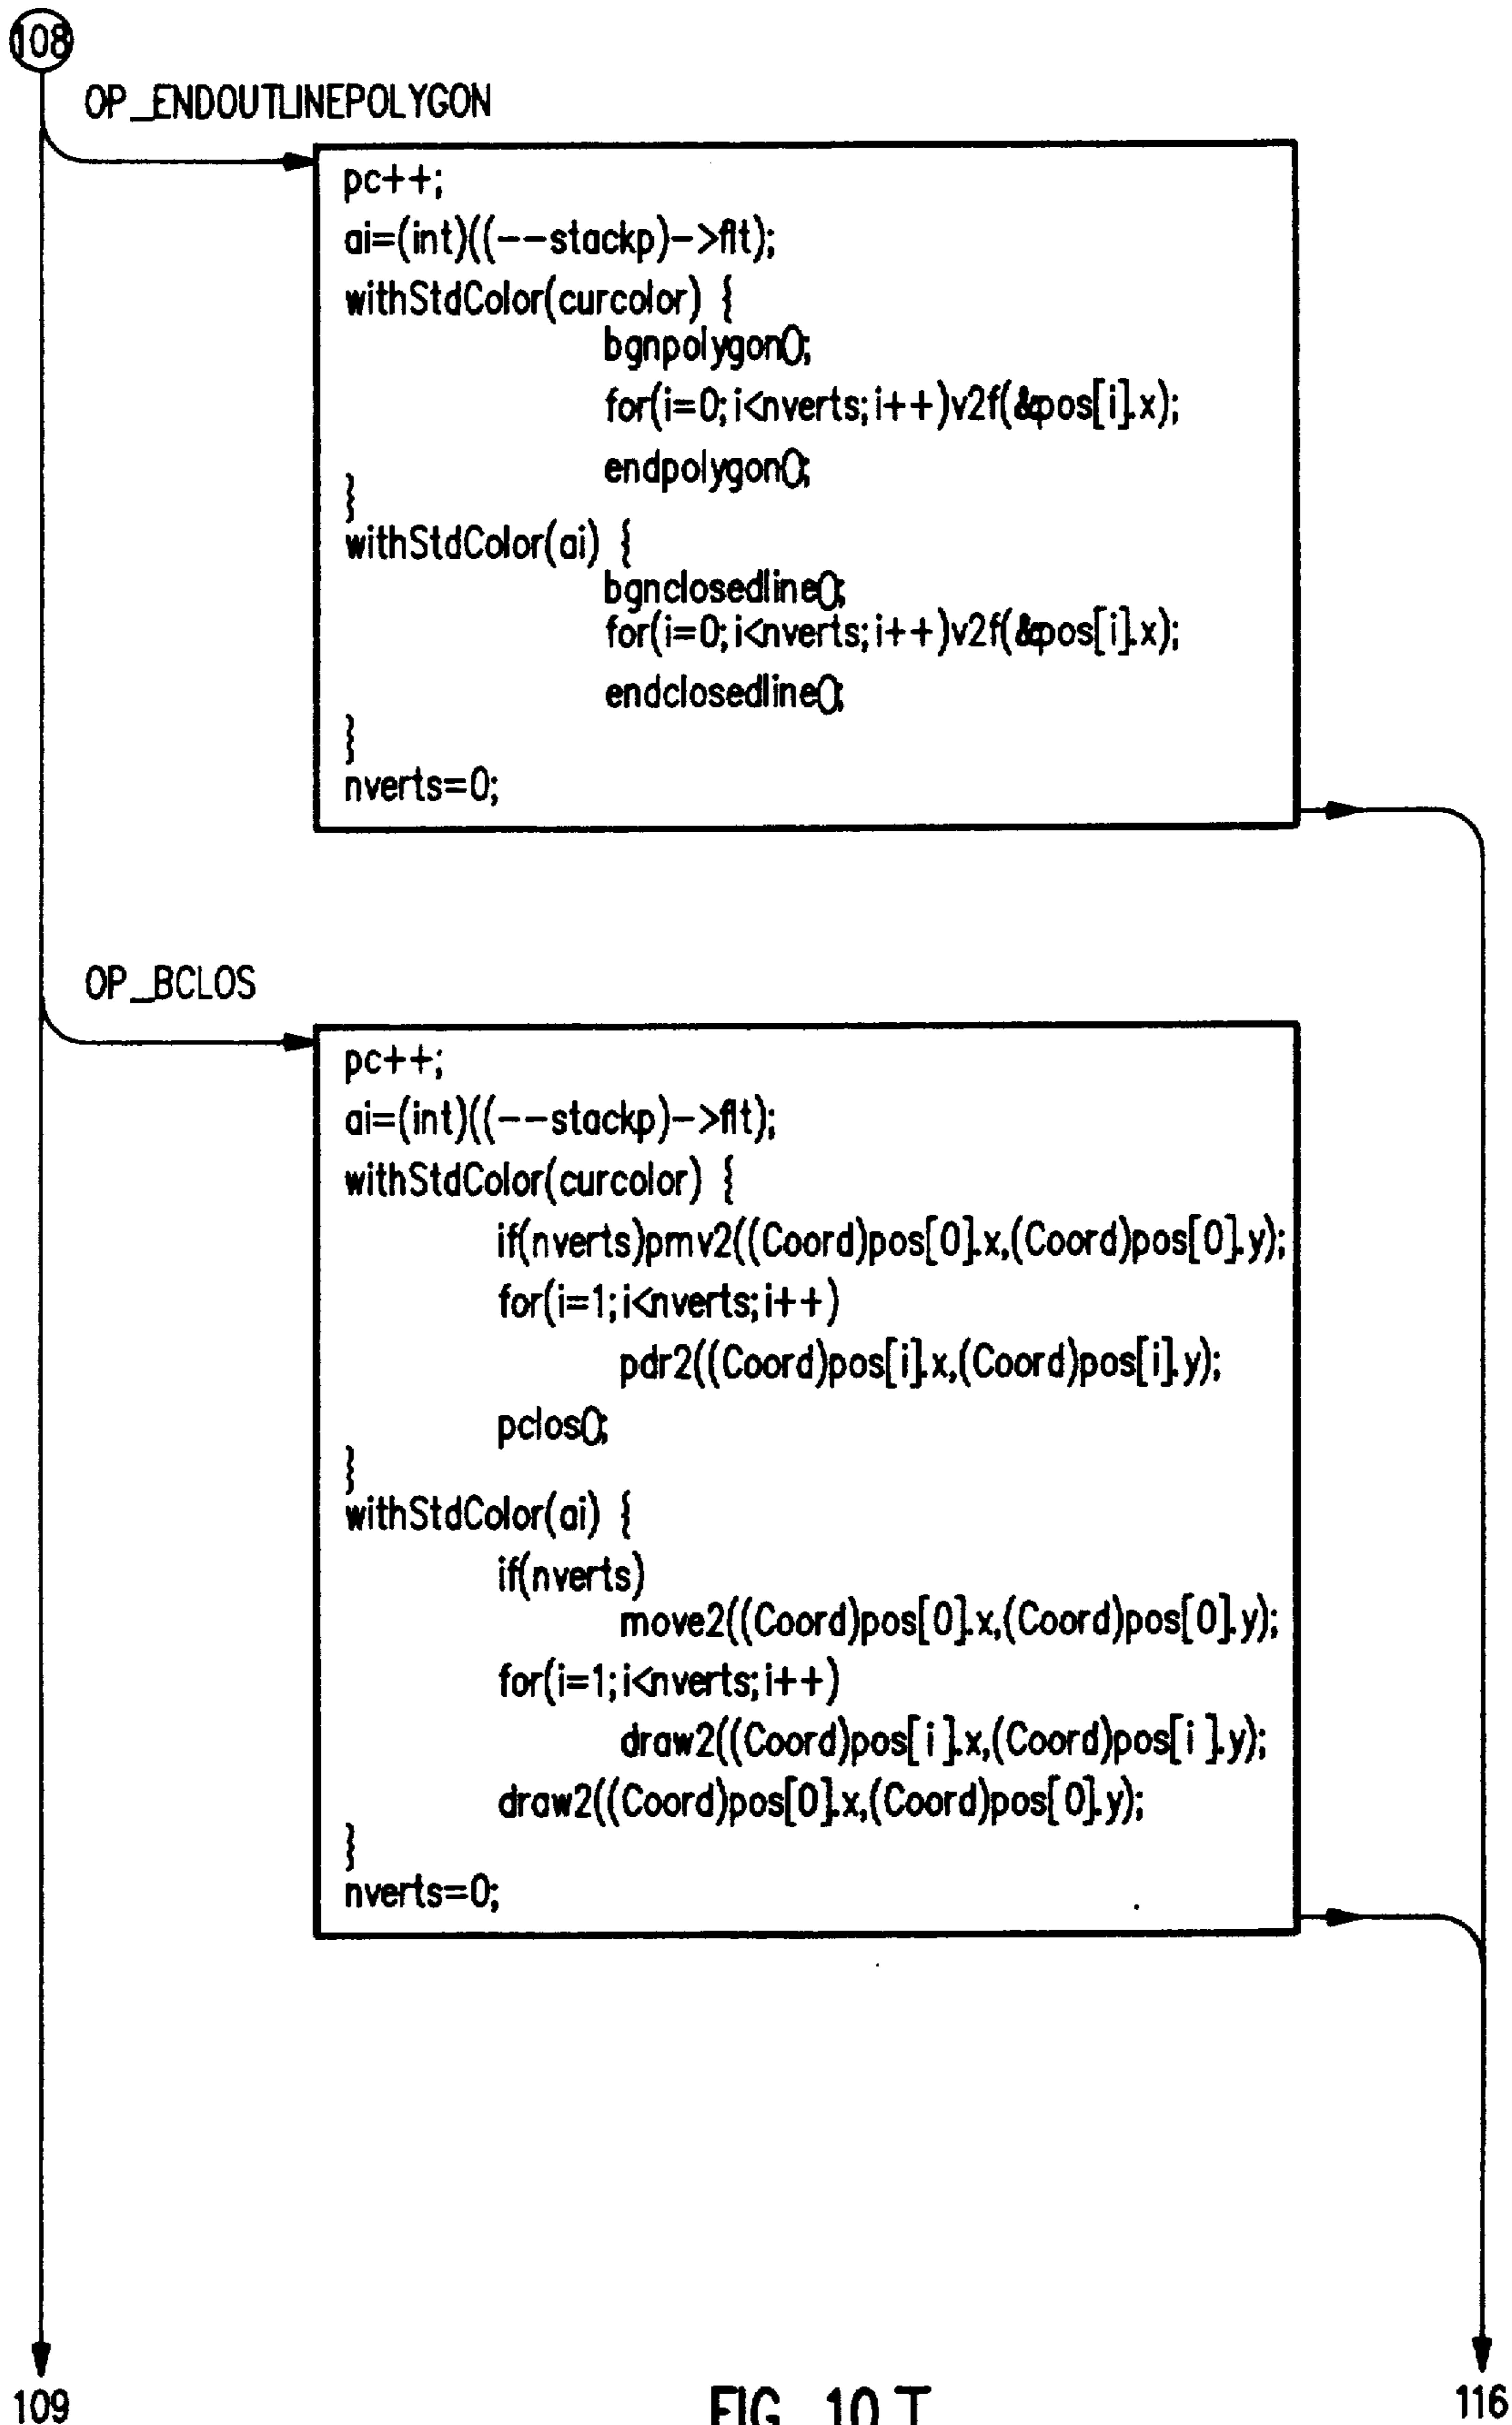 108
OP_ENDOUTLINEPOLYGON
pc++;
ai=(int)((--stackp)->flt);
withStdColor(curcolor) {
bgnpolygon();
for(i=0;i<nverts;i++)v2f(&pos[i].x);
endpolygon();
}
withStdColor(ai) {
bgnclosedline();
for(i=0;i<nverts;i++)v2f(&pos[i].x);
endclosedline();
}
nverts=0;
OP_BCLOS
pc++;
ai=(int)((--stackp)->flt);
withStdColor(curcolor) {
if(nverts)pmv2((Coord)pos[0].x,(Coord)pos[0].y);
for(i=1;i<nverts;i++)
pdr2((Coord)pos[i].x,(Coord)pos[i].y);
pclos();
}
withStdColor(ai) {
if(nverts)
move2((Coord)pos[0].x,(Coord)pos[0].y);
for(i=1;i<nverts;i++)
draw2((Coord)pos[i].x,(Coord)pos[i].y);
draw2((Coord)pos[0].x,(Coord)pos[0].y);
}
nverts=0;
109
FIG. 10 T
116